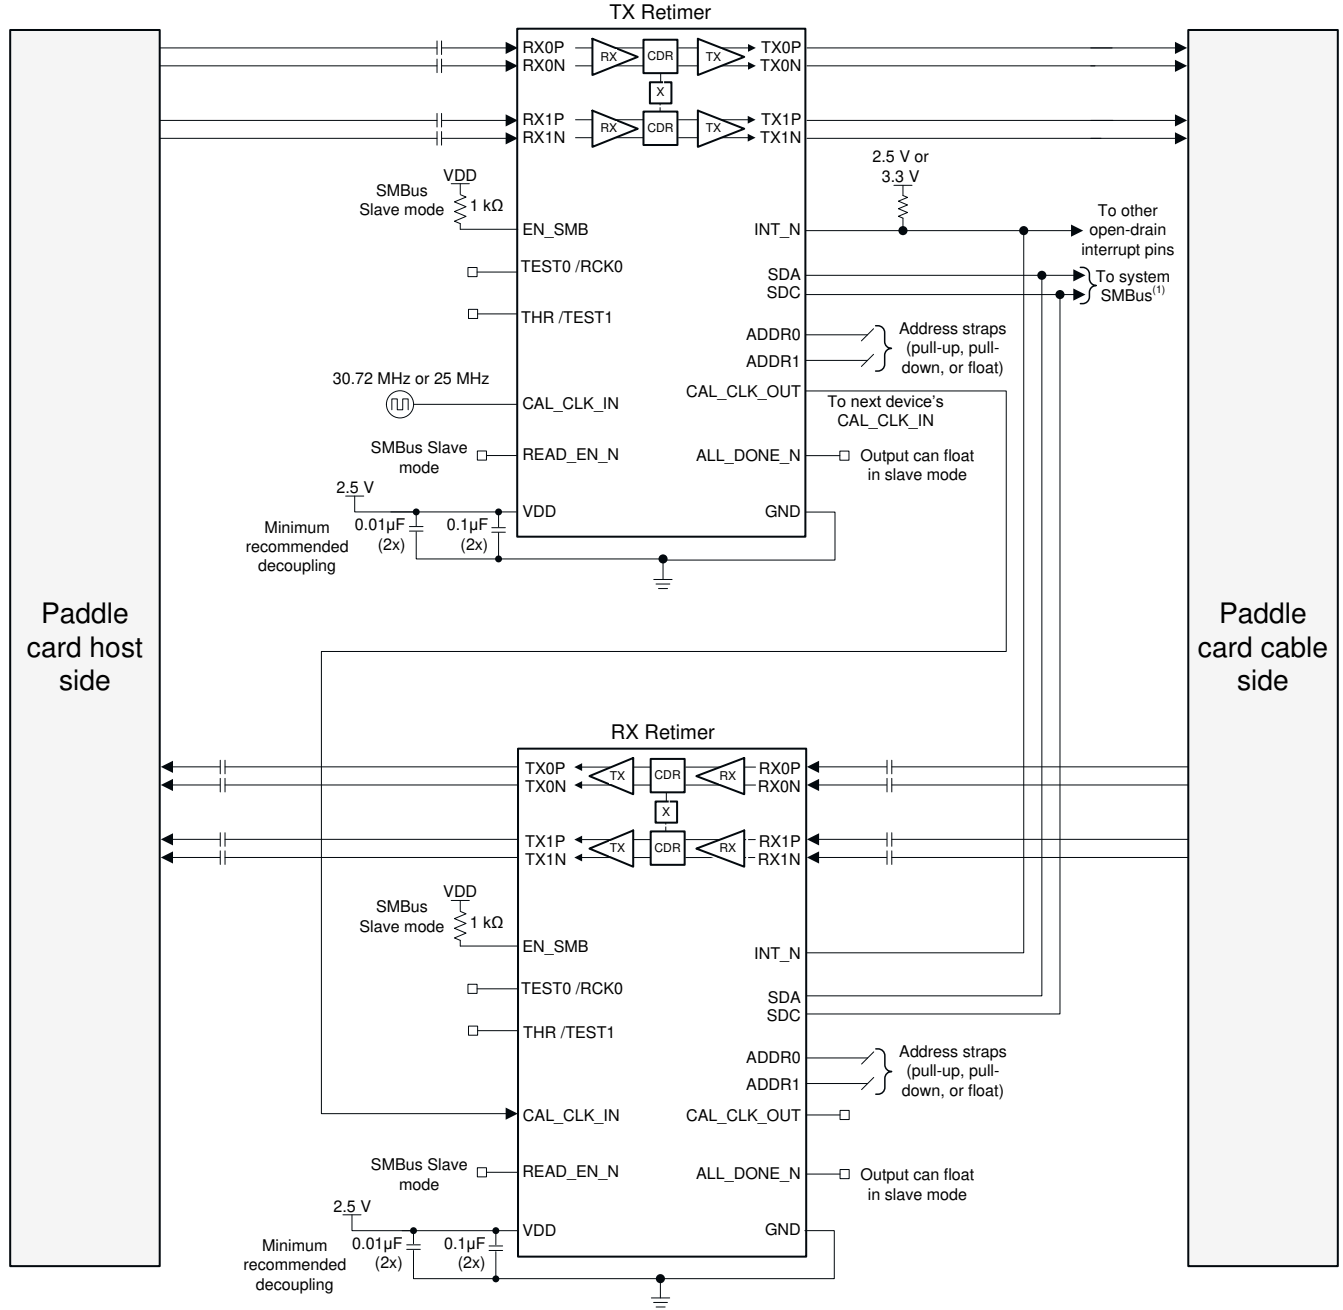 TX Retimer
RX0P
RX0N
RX
CDR
TX
TX0P
TX0N
X
RX1P
RX1N
RX
CDR
TX
TX1P
TX1N
2.5 V or
3.3 V
VDD
SMBus
Slave mode
1 kΩ
EN_SMB
INT_N
To other
open-drain
interrupt pins
TEST0 /RCK0
SDA
SDC
To system
SMBus(1)
THR /TEST1
ADDR0
ADDR1
Address straps
(pull-up, pull-
down, or float)
30.72 MHz or 25 MHz
CAL_CLK_IN
CAL_CLK_OUT
To next device's
CAL_CLK_IN
SMBus Slave
mode
READ_EN_N
ALL_DONE_N
Output can float
in slave mode
2.5 V
VDD
GND
Minimum
recommended
decoupling
0.01µF
(2x)
0.1µF
(2x)
Paddle
card host
side
Paddle
card cable
side
RX Retimer
TX0P
TX0N
TX
CDR
RX
RX0P
RX0N
X
TX1P
TX1N
TX
CDR
RX
RX1P
RX1N
VDD
SMBus
Slave mode
1 kΩ
EN_SMB
INT_N
TEST0 /RCK0
SDA
SDC
THR /TEST1
ADDR0
ADDR1
Address straps
(pull-up, pull-
down, or float)
CAL_CLK_IN
CAL_CLK_OUT
SMBus Slave
mode
READ_EN_N
ALL_DONE_N
Output can float
in slave mode
2.5 V
VDD
GND
Minimum
recommended
decoupling
0.01µF
(2x)
0.1µF
(2x)